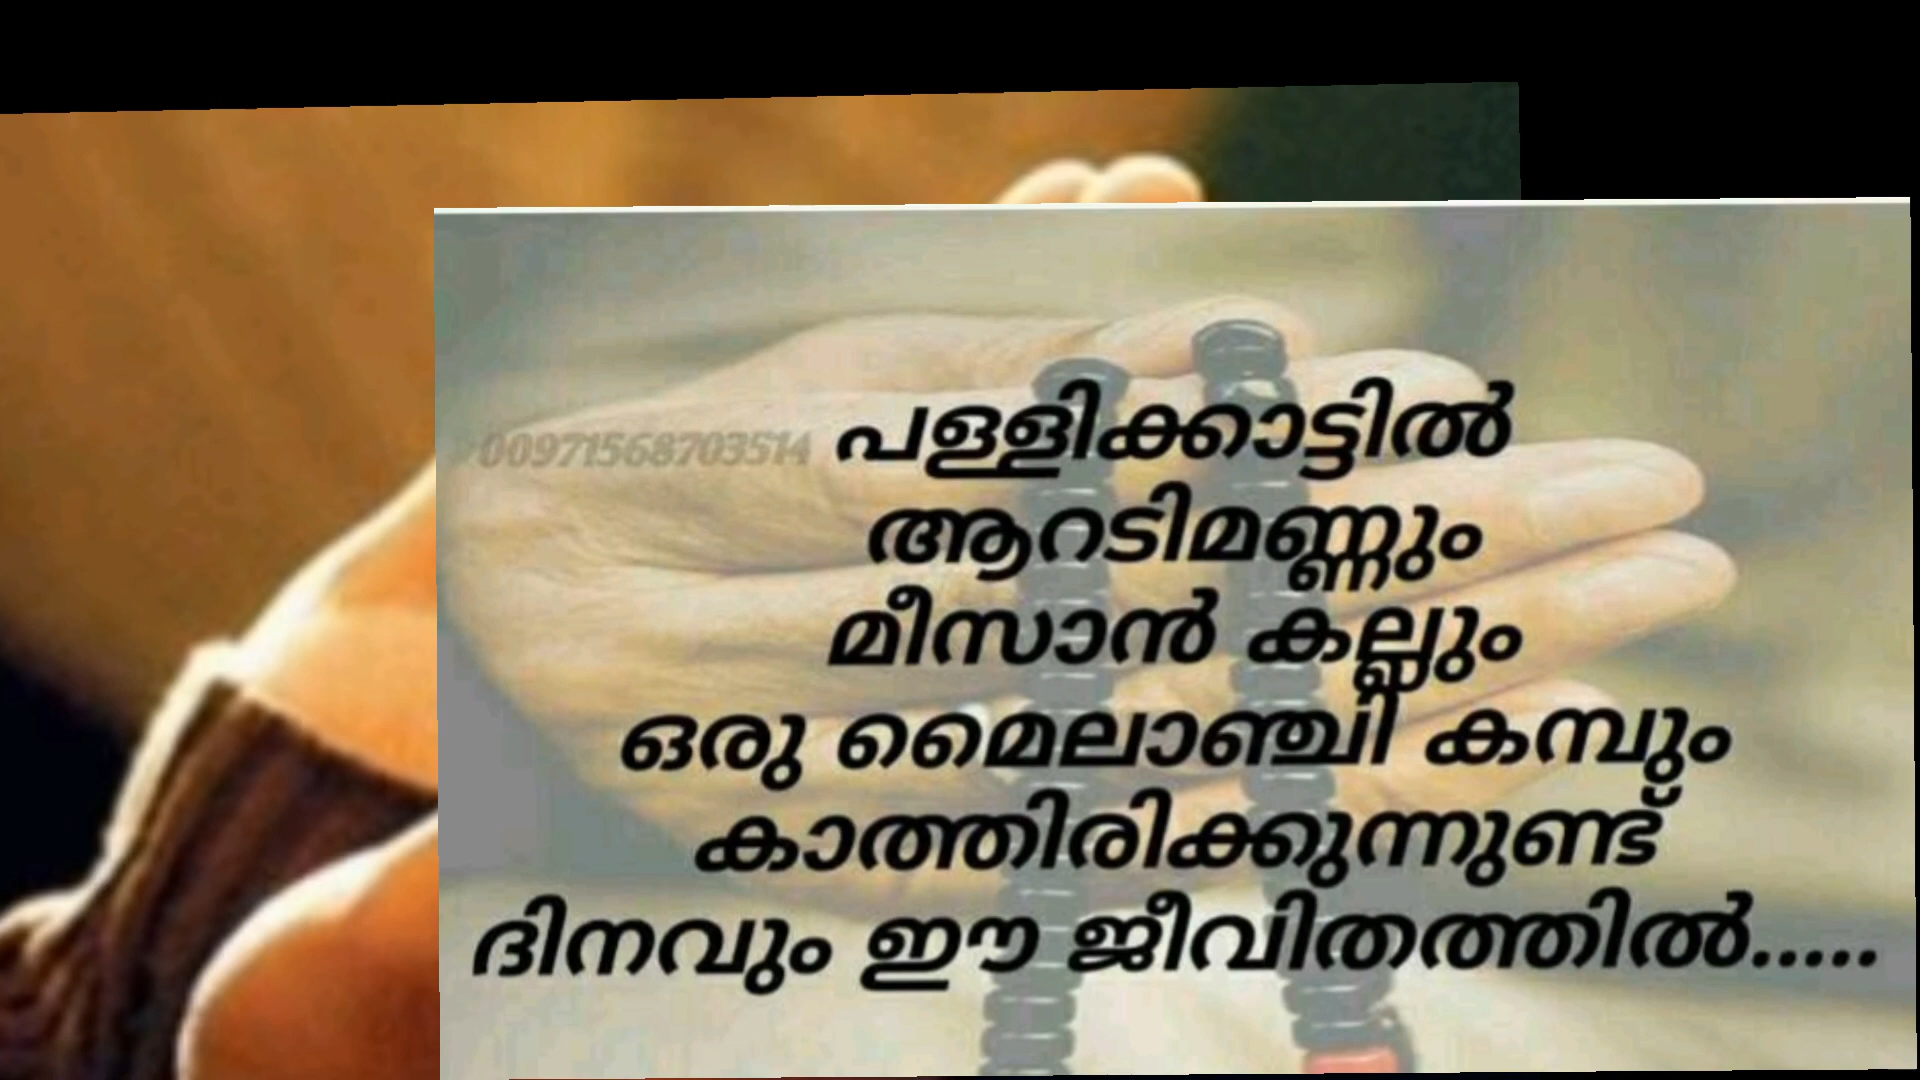 00971568703514
പള്ളിക്കാട്ടിൽ
ആറടിമണ്ണും
മീസാൻ കല്ലും
ഒരു മൈലാഞ്ചി കമ്പും
കാത്തിരിക്കുന്നുണ്ട്
ദിനവും ഈ ജീവിതത്തിൽ.....